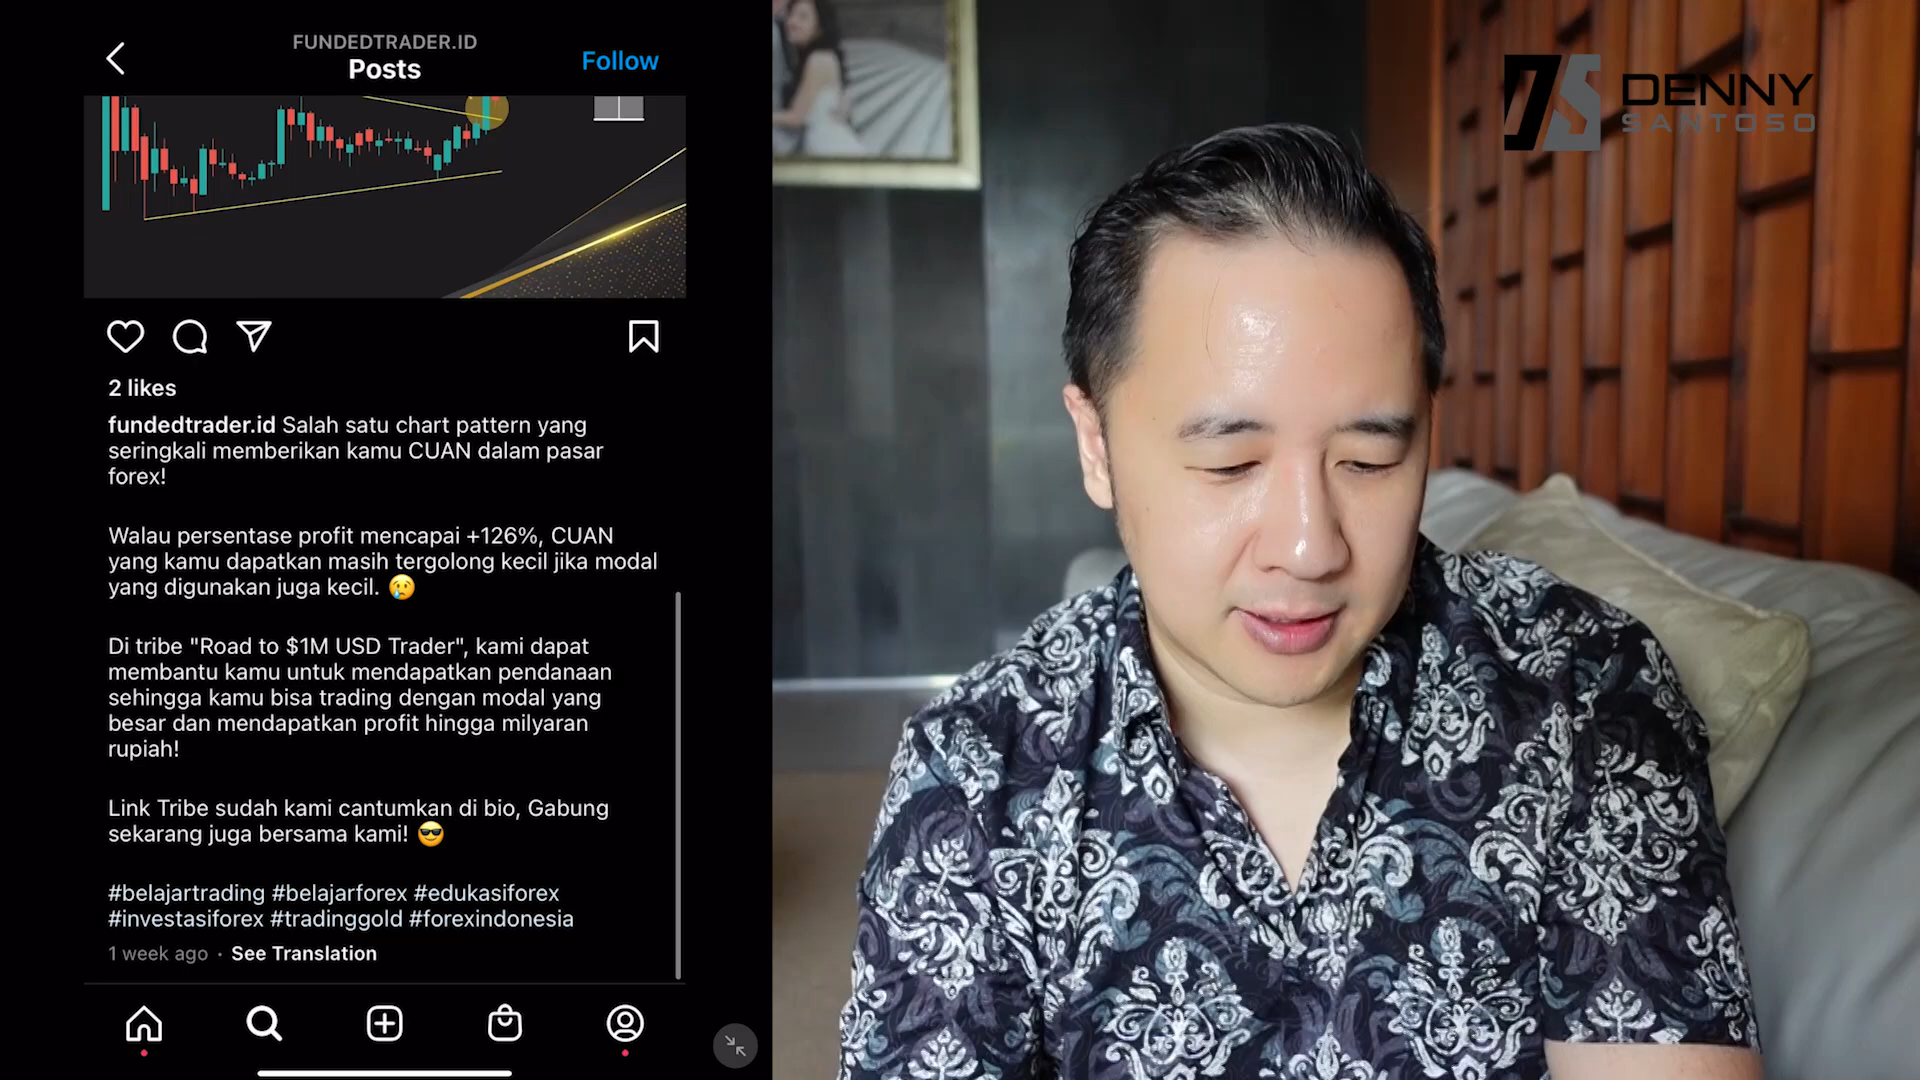 FUNDEDTRADER.ID
Posts
Follow
2 likes
fundedtrader.id Salah satu chart pattern yang
seringkali memberikan kamu CUAN dalam pasar
forex!
Walau persentase profit mencapai +126%, CUAN
yang kamu dapatkan masih tergolong kecil jika modal
yang digunakan juga kecil. 😢
Di tribe "Road to $1M USD Trader", kami dapat
membantu kamu untuk mendapatkan pendanaan
sehingga kamu bisa trading dengan modal yang
besar dan mendapatkan profit hingga milyaran
rupiah!
Link Tribe sudah kami cantumkan di bio, Gabung
sekarang juga bersama kami! 😎
#belajartrading #belajarforex #edukasiforex
#investasiforex #tradinggold #forexindonesia
1 week ago · See Translation
DS DENNY
SANTOSO